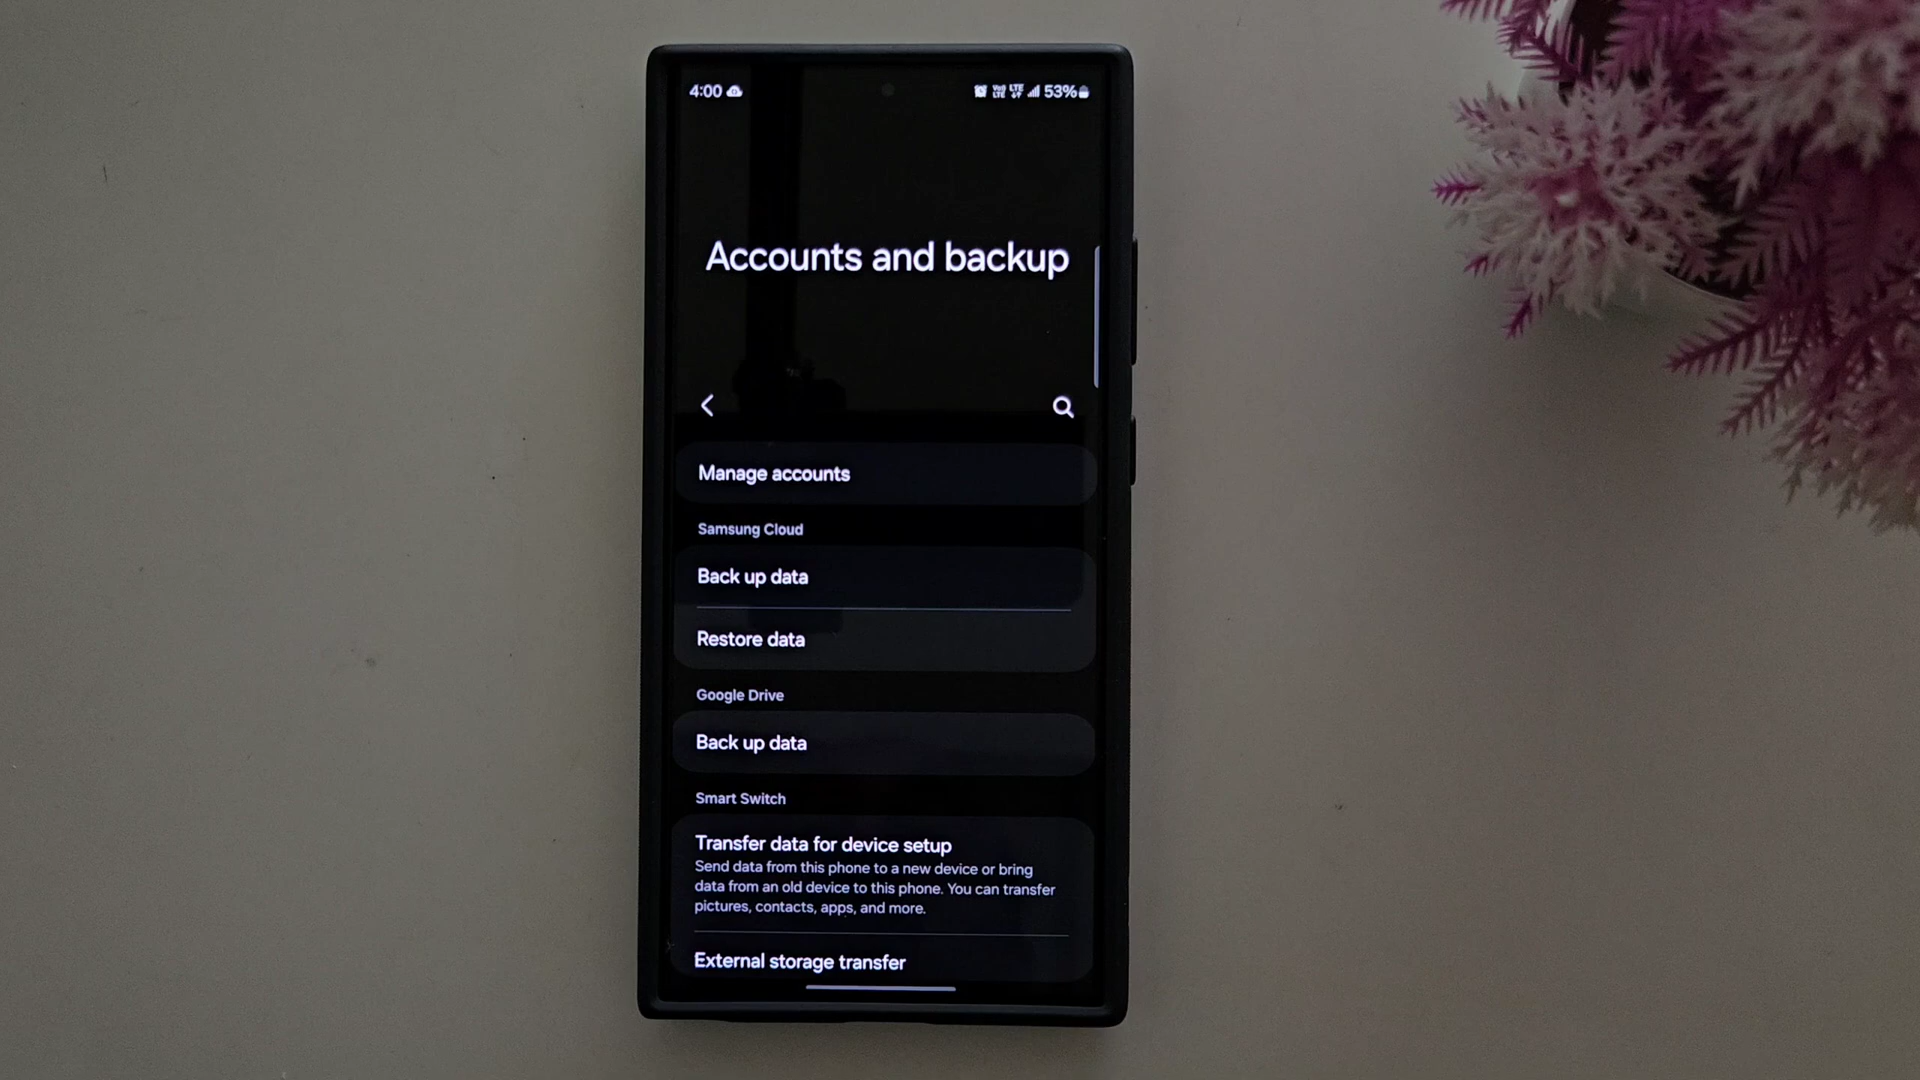 4:00 53%
Accounts and backup
Manage accounts
Samsung Cloud
Back up data
Restore data
Google Drive
Back up data
Smart Switch
Transfer data for device setup
Send data from this phone to a new device or bring
data from an old device to this phone. You can transfer
pictures, contacts, apps, and more.
External storage transfer